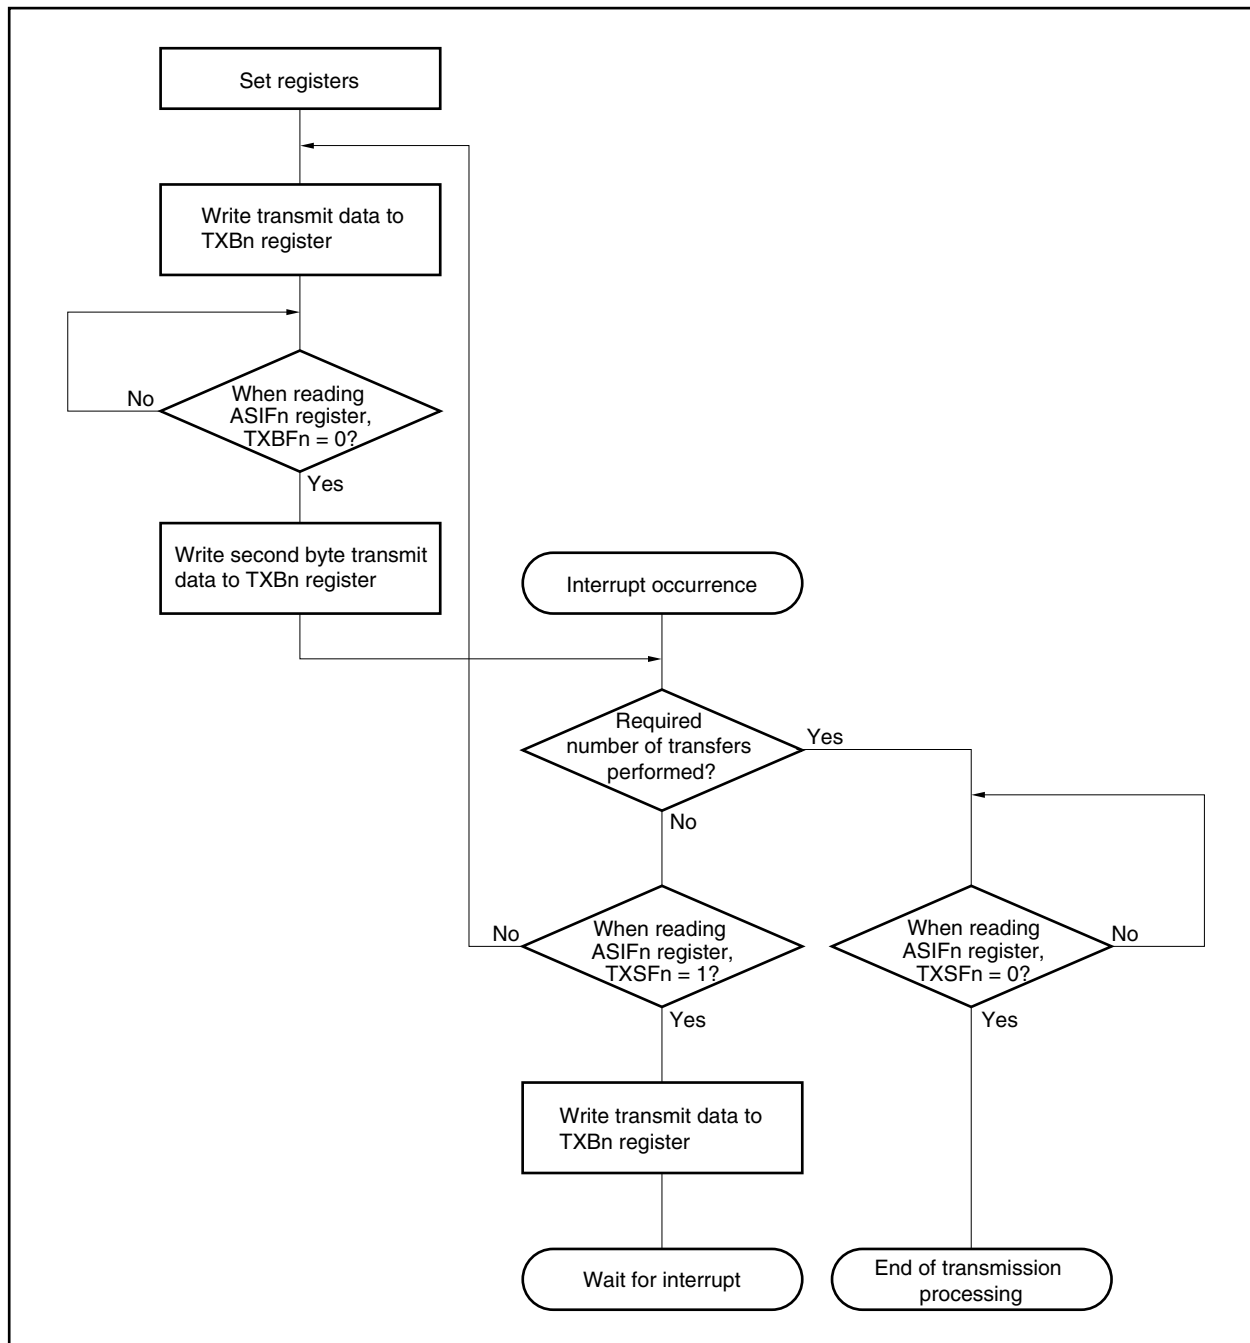 Set registers
Write transmit data to
TXBn register
No
When reading
ASIFn register,
TXBFn = 0?
Yes
Write second byte transmit
data to TXBn register
Interrupt occurrence
Required
number of transfers
performed?
Yes
No
No
When reading
ASIFn register,
TXSFn = 1?
Yes
When reading
ASIFn register,
TXSFn = 0?
No
Yes
Write transmit data to
TXBn register
Wait for interrupt
End of transmission
processing